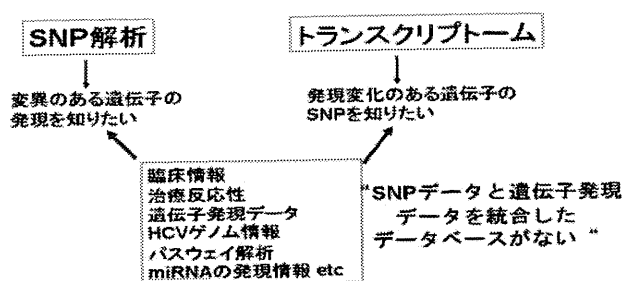 SNP解析
トランスクリプトーム
変異のある遺伝子の
発現を知りたい
発現変化のある遺伝子の
SNPを知りたい
臨床情報
治療反応性
遺伝子発現データ
HCVゲノム情報
パスウェイ解析
miRNAの発現情報 etc
“SNPデータと遺伝子発現
データを統合した
データベースがない“